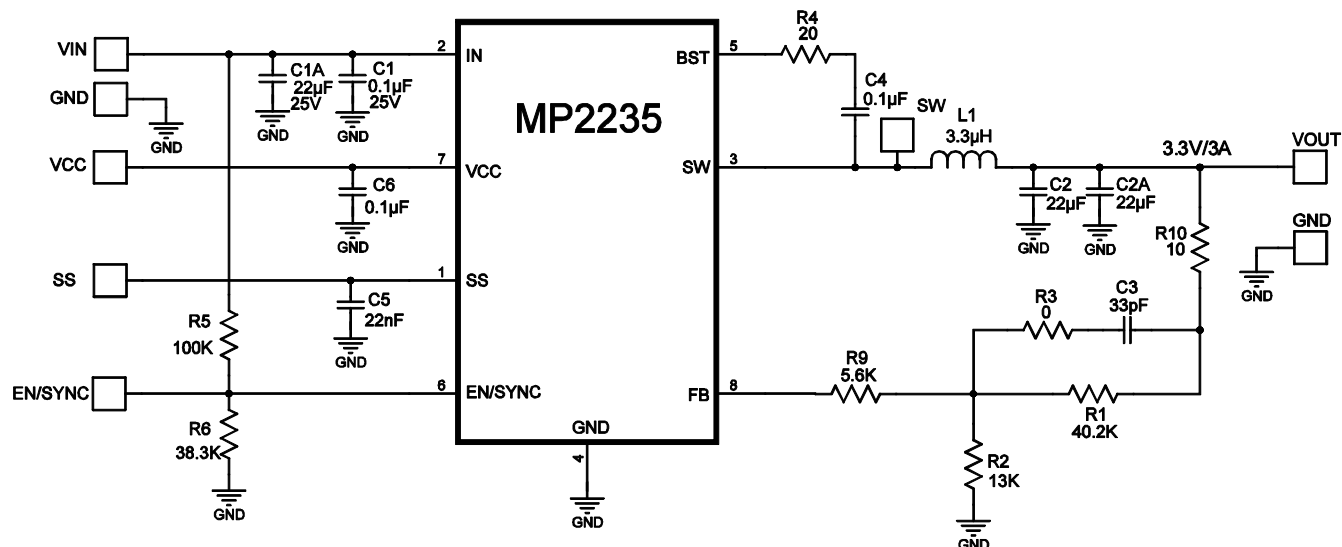 VIN
GND
VCC
SS
EN/SYNC
GND
C1A
22µF
25V
GND
C1
0.1µF
25V
GND
C6
0.1µF
GND
C5
22nF
GND
R5
100K
R6
38.3K
GND
2
7
1
6
IN
VCC
SS
EN/SYNC
MP2235
BST
SW
FB
GND
4
GND
5
3
8
R4
20
C4
0.1µF
SW
L1
3.3µH
3.3V/3A
VOUT
C2
22µF
GND
C2A
22µF
GND
R10
10
GND
GND
R3
0
C3
33pF
R9
5.6K
R1
40.2K
R2
13K
GND